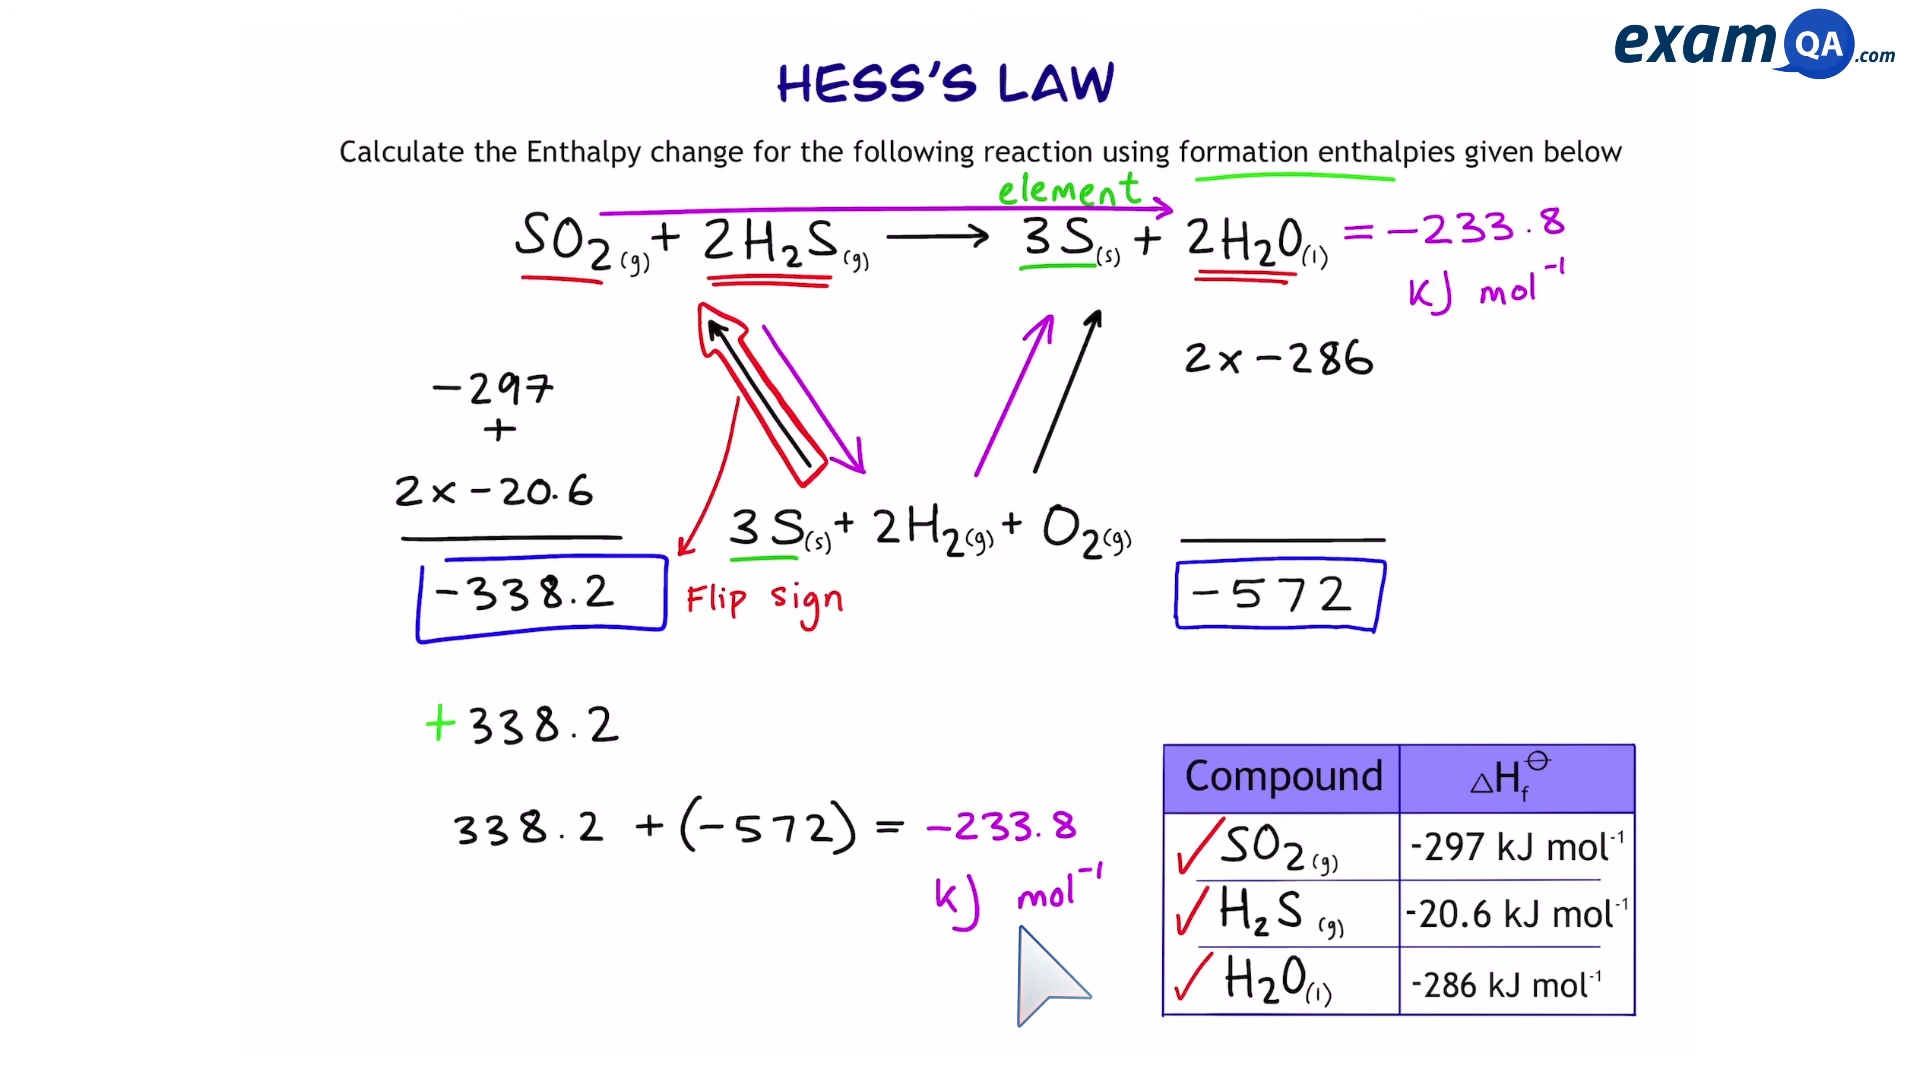 examQA.com
HESS'S LAW
Calculate the Enthalpy change for the following reaction using formation enthalpies given below
element
SO₂(g) + 2H₂S(g) ⟶ 3S(s) + 2H₂O(l) = -233.8
kJ mol⁻¹
2x-286
-297
+
2x-20.6
3S(s) + 2H₂(g) + O₂(g)
-338.2
Flip sign
-572
+338.2
338.2 + (-572) = -233.8
kJ mol⁻¹
Compound △Hf⊖
✓SO₂(g) -297 kJ mol⁻¹
✓H₂S(g) -20.6 kJ mol⁻¹
✓H₂O(l) -286 kJ mol⁻¹